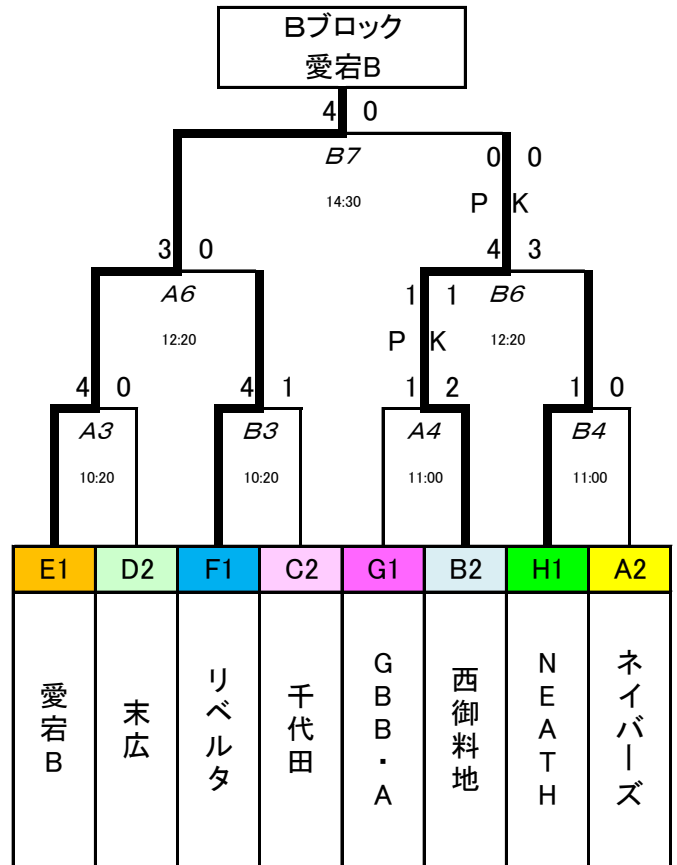 Bブロック
愛宕B
4 0
B7
0 0
14:30
P K
3 0
4 3
A6
1 1
B6
12:20
P K
12:20
4 0
4 1
1 2
1 0
A3
B3
A4
B4
10:20
10:20
11:00
11:00
E1
D2
F1
C2
G1
B2
H1
A2
愛宕B
末広
リベルタ
千代田
GBB・A
西御料地
NEATH
ネイバーズ